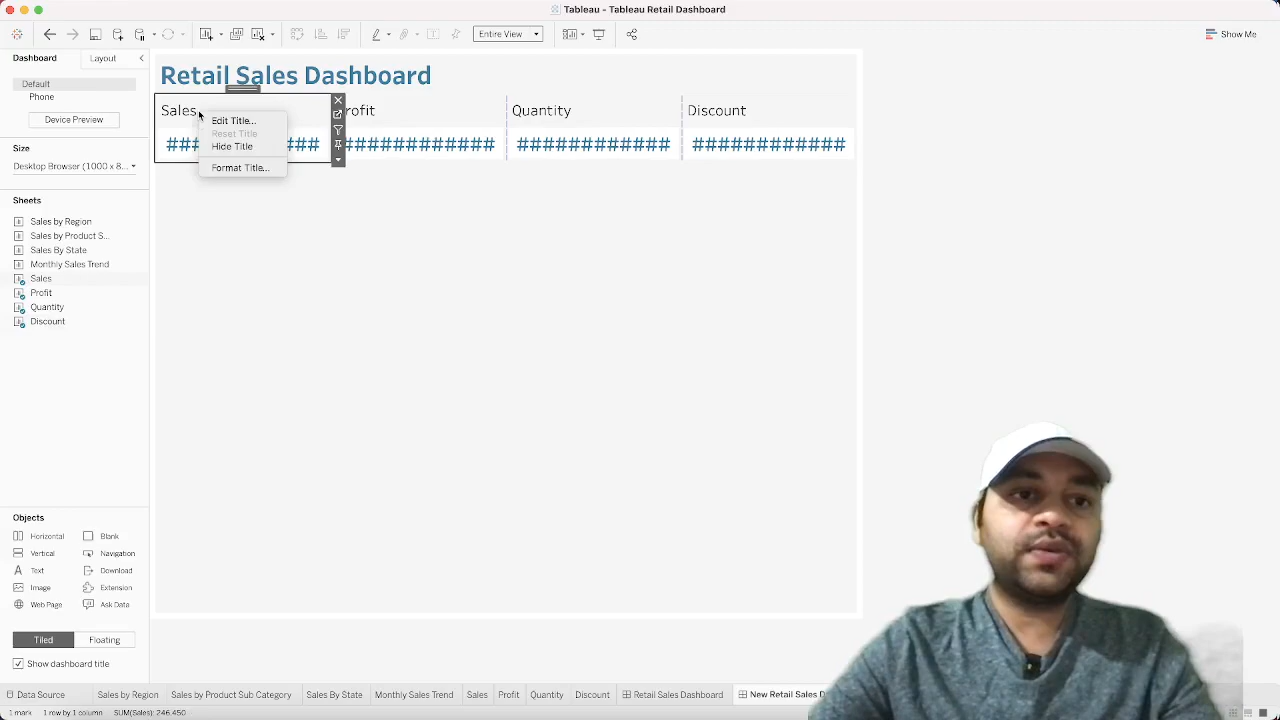 Tableau - Tableau Retail Dashboard
Entire View
Show Me
Dashboard
Layout
Default
Phone
Device Preview
Size
Desktop Browser (1000 x 8...
Sheets
Sales by Region
Sales by Product S...
Sales By State
Monthly Sales Trend
Sales
Profit
Quantity
Discount
Objects
Horizontal
Blank
Vertical
Navigation
Text
Download
Image
Extension
Web Page
Ask Data
Tiled
Floating
Show dashboard title
Retail Sales Dashboard
Sales
rofit
Quantity
Discount
Edit Title...
Reset Title
Hide Title
Format Title...
### ###
############
############
############
Data Source
Sales by Region
Sales by Product Sub Category
Sales By State
Monthly Sales Trend
Sales
Profit
Quantity
Discount
Retail Sales Dashboard
New Retail Sales D
1 mark
1 row by 1 column
SUM(Sales): 246.450